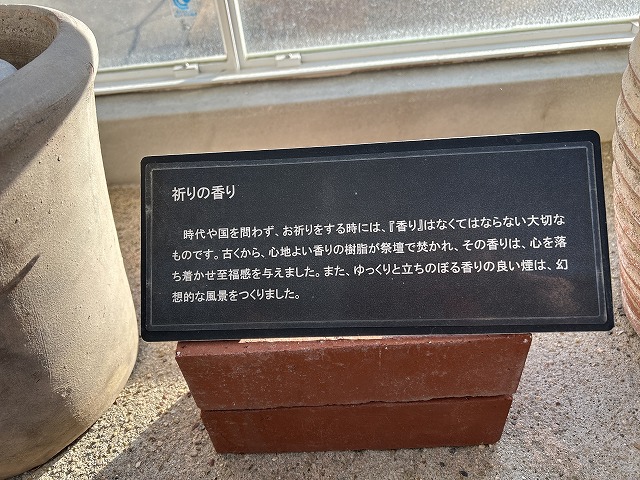 祈りの香り
時代や国を問わず、お祈りをする時には、『香り』はなくてはならない大切な
ものです。古くから、心地よい香りの樹脂が祭壇で焚かれ、その香りは、心を落
ち着かせ至福感を与えました。また、ゆっくりと立ちのぼる香りの良い煙は、幻
想的な風景をつくりました。